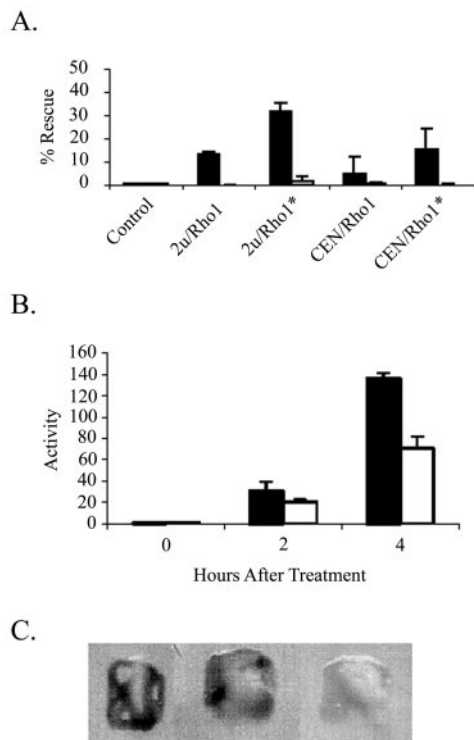 A.
50
40
30
20
10
0
% Rescue
Control
2u/Rho1
2u/Rho1*
CEN/Rho1
CEN/Rho1*
B.
160
140
120
100
80
60
40
20
0
Activity
0 2 4
Hours After Treatment
C.